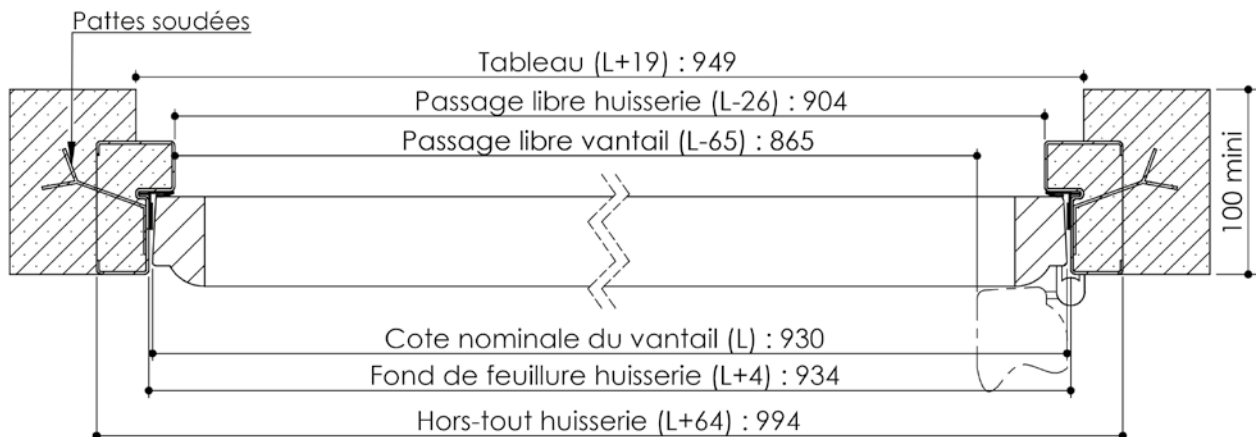 Pattes soudées
Tableau (L+19) : 949
Passage libre huisserie (L-26) : 904
Passage libre vantail (L-65) : 865
100 mini
Cote nominale du vantail (L) : 930
Fond de feuillure huisserie (L+4) : 934
Hors-tout huisserie (L+64) : 994